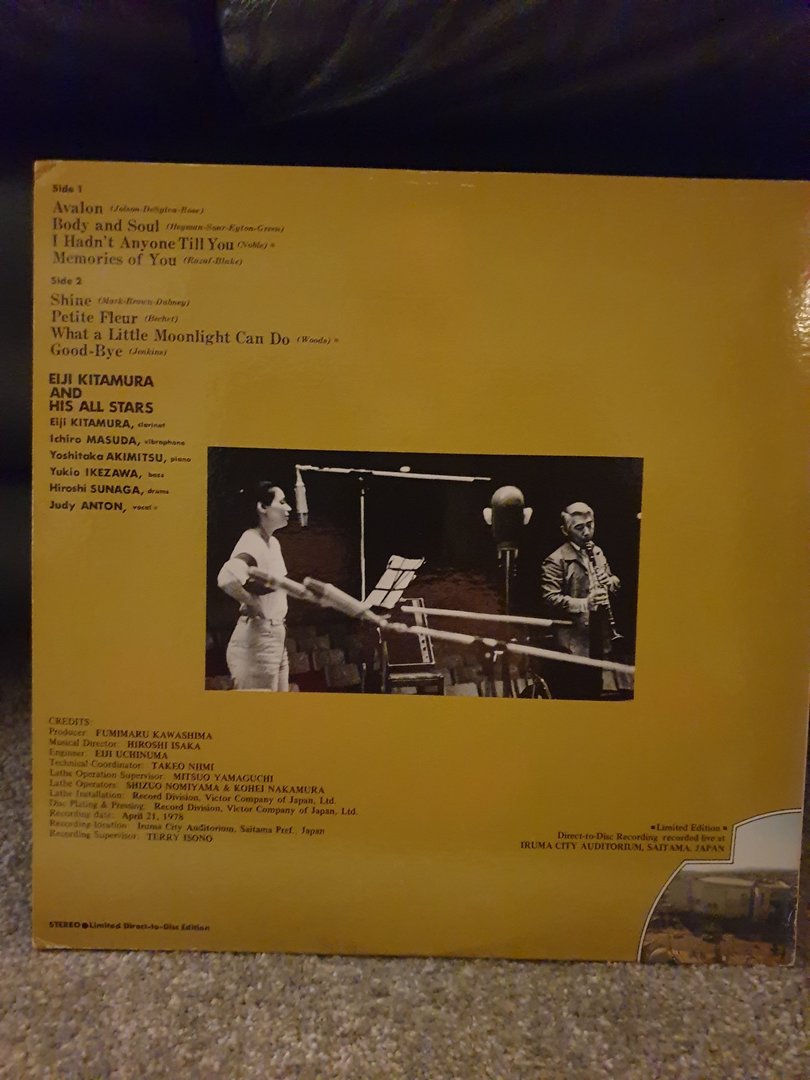 Side 1
Avalon (Jolson-DeSylva-Rose)
Body and Soul (Heyman-Sour-Eyton-Green)
I Hadn't Anyone Till You (Noble) *
Memories of You (Razaf-Blake)
Side 2
Shine (Mack-Brown-Dabney)
Petite Fleur (Bechet)
What a Little Moonlight Can Do (Woods) *
Good-Bye (Jenkins)
EIJI KITAMURA
AND
HIS ALL STARS
Eiji KITAMURA, clarinet
Ichiro MASUDA, vibraphone
Yoshitaka AKIMITSU, piano
Yukio IKEZAWA, bass
Hiroshi SUNAGA, drums
Judy ANTON, vocal *
CREDITS:
Producer: FUMIMARU KAWASHIMA
Musical Director: HIROSHI ISAKA
Engineer: EIJI UCHINUMA
Technical Coordinator: TAKEO NIIMI
Lathe Operation Supervisor: MITSUO YAMAGUCHI
Lathe Operators: SHIZUO NOMIYAMA & KOHEI NAKAMURA
Lathe Installation: Record Division, Victor Company of Japan, Ltd.
Disc Plating & Pressing: Record Division, Victor Company of Japan, Ltd.
Recording date: April 21, 1978
Recording location: Iruma City Auditorium, Saitama Pref., Japan
Recording Supervisor: TERRY ISONO
■Limited Edition■
Direct-to-Disc Recording recorded live at
IRUMA CITY AUDITORIUM, SAITAMA, JAPAN
STEREO●Limited Direct-to-Disc Edition